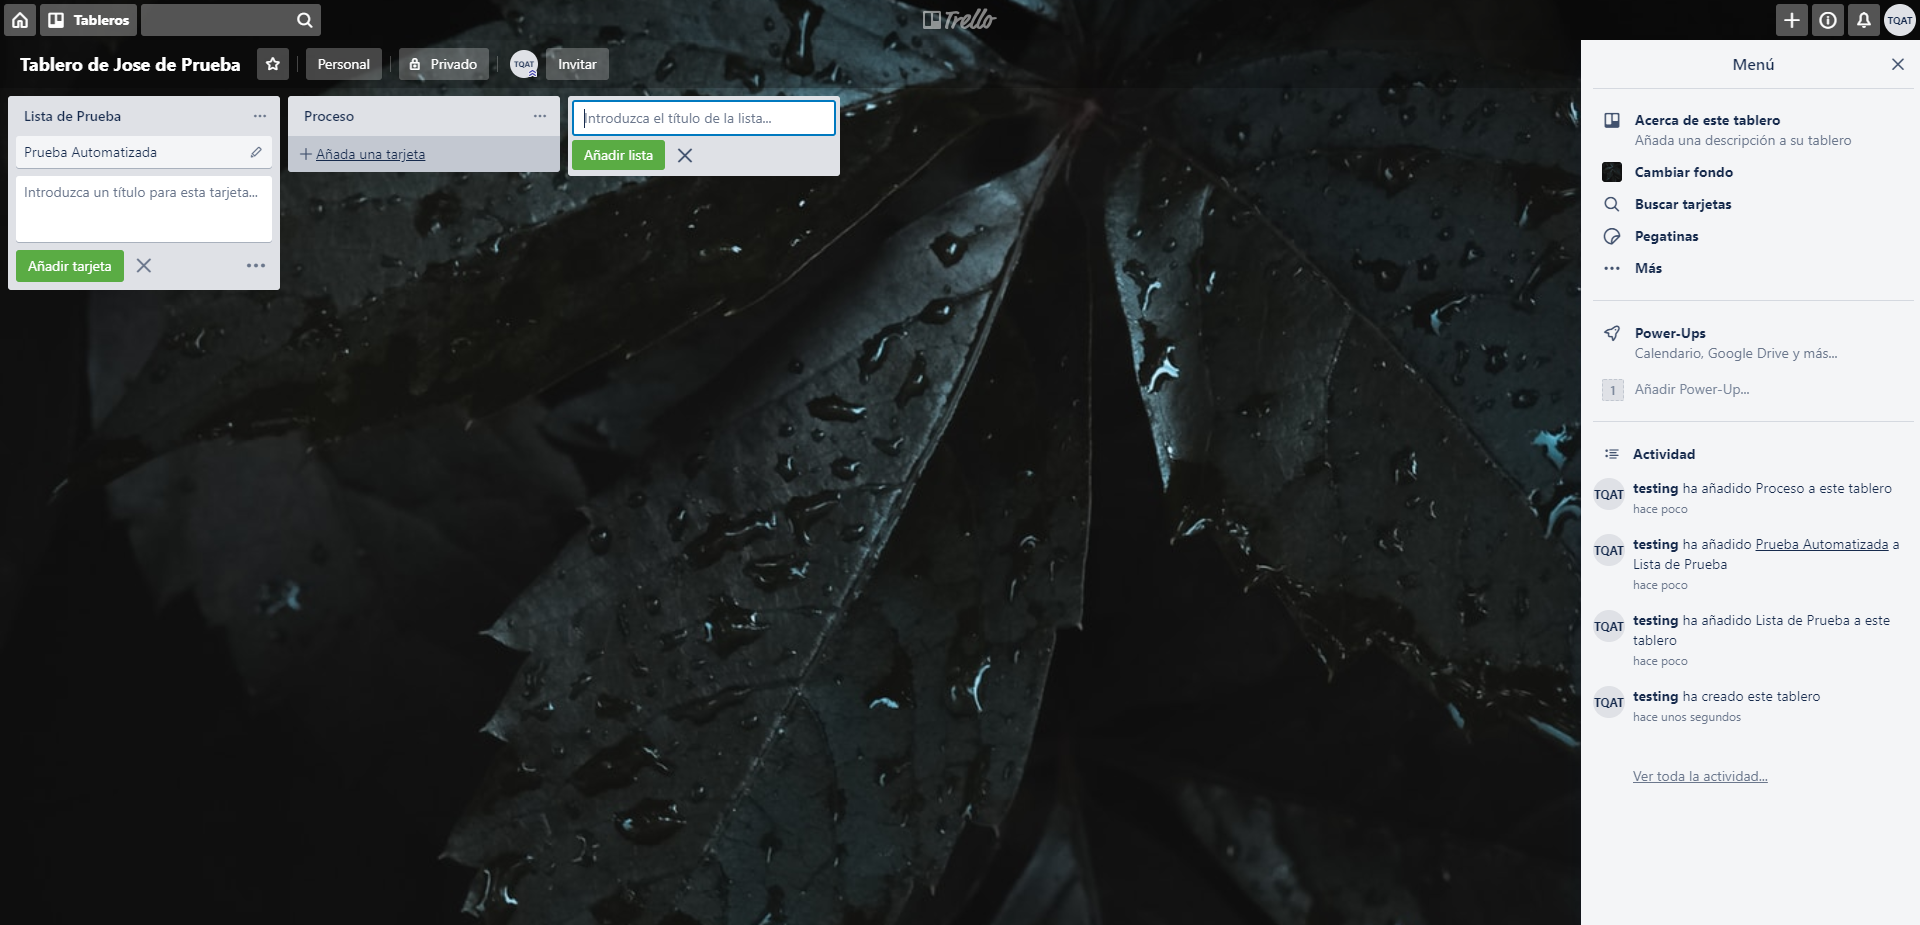 Tableros
Trello
TQAT
Tablero de Jose de Prueba
Personal
Privado
TQAT
Invitar
Lista de Prueba
Prueba Automatizada
Introduzca un título para esta tarjeta...
Añadir tarjeta
Proceso
Añada una tarjeta
Introduzca el título de la lista...
Añadir lista
Menú
Acerca de este tablero
Añada una descripción a su tablero
Cambiar fondo
Buscar tarjetas
Pegatinas
Más
Power-Ups
Calendario, Google Drive y más...
1 Añadir Power-Up...
Actividad
TQAT testing ha añadido Proceso a este tablero
hace poco
TQAT testing ha añadido Prueba Automatizada a
Lista de Prueba
hace poco
TQAT testing ha añadido Lista de Prueba a este
tablero
hace poco
TQAT testing ha creado este tablero
hace unos segundos
Ver toda la actividad...